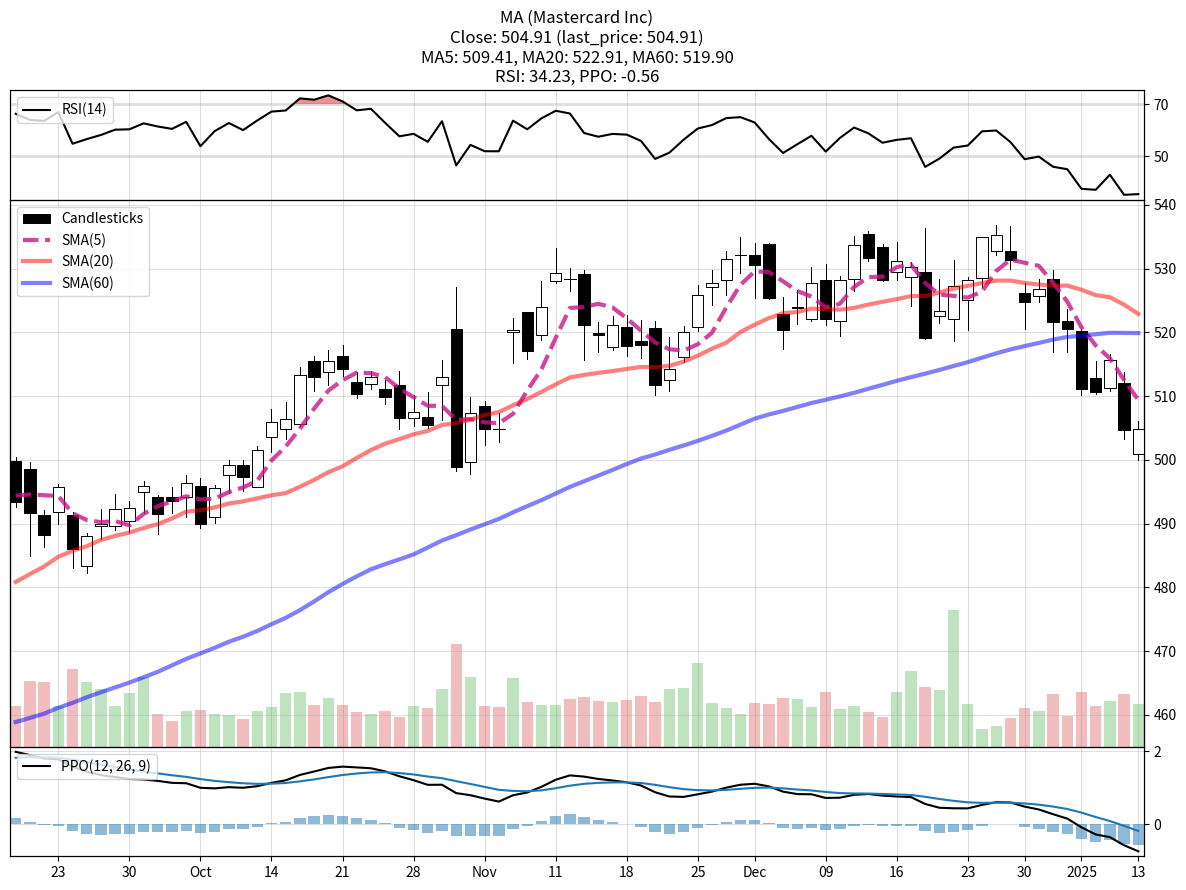 MA (Mastercard Inc)
Close: 504.91 (last_price: 504.91)
MA5: 509.41, MA20: 522.91, MA60: 519.90
RSI: 34.23, PPO: -0.56
RSI(14)
70
50
Candlesticks
SMA(5)
SMA(20)
SMA(60)
540
530
520
510
500
490
480
470
460
PPO(12, 26, 9)
2
0
23 30 Oct 14 21 28 Nov 11 18 25 Dec 09 16 23 30 2025 13